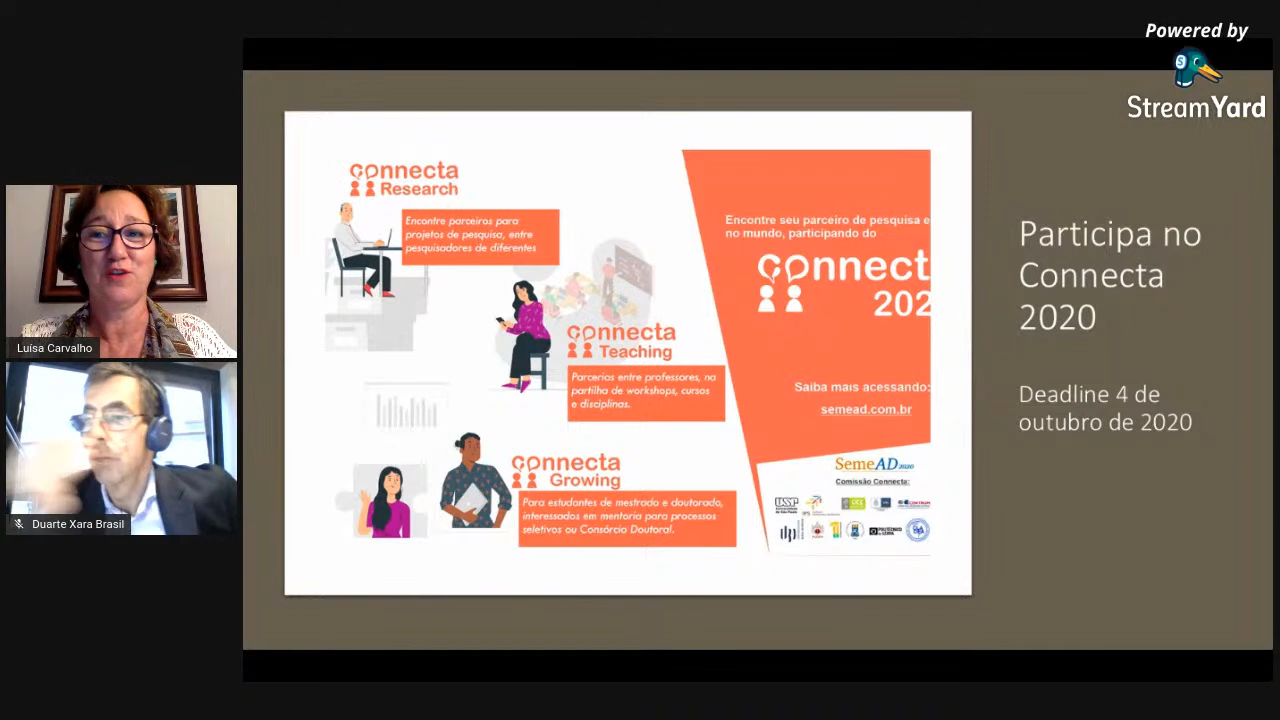 Powered by
StreamYard
connecta
Research
Encontre parceiros para
projetos de pesquisa, entre
pesquisadores de diferentes
connecta
Teaching
Parcerias entre professores, na
partilha de workshops, cursos
e disciplinas.
connecta
Growing
Para estudantes de mestrado e doutorado,
interessados em mentoria para processos
seletivos ou Consórcio Doutoral.
Encontre seu parceiro de pesquisa e
no mundo, participando do
connect
202
Saiba mais acessando:
semead.com.br
SemeAD 2020
Comissão Connecta:
USP
Participa no
Connecta
2020
Deadline 4 de
outubro de 2020
Luísa Carvalho
Duarte Xara Brasil